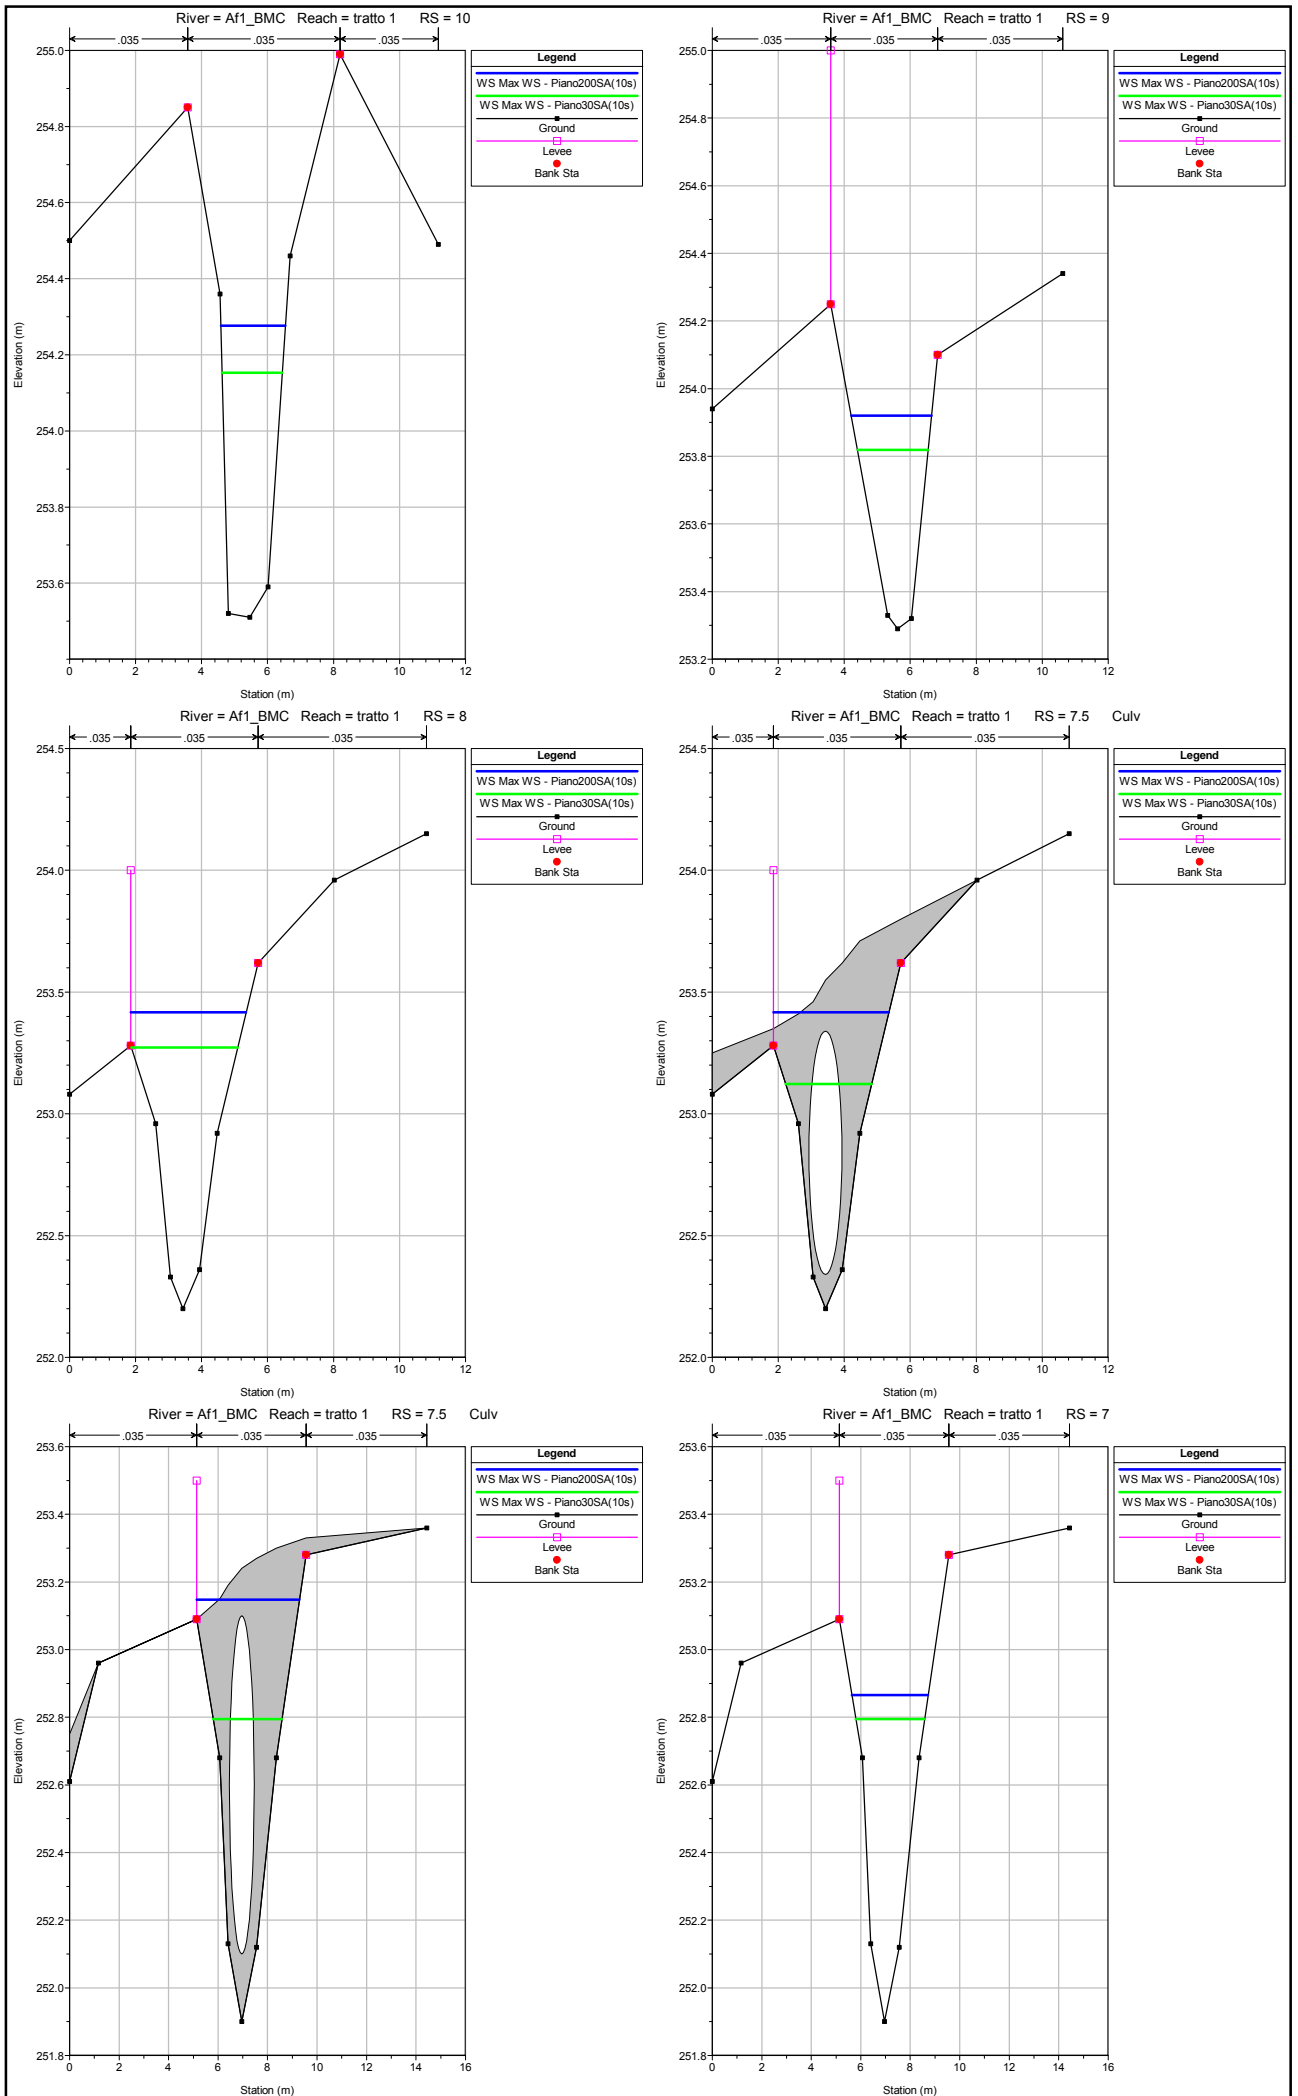 River = Af1_BMC Reach = tratto 1 RS = 10
.035 .035 .035
255.0
254.8
254.6
254.4
254.2
254.0
253.8
253.6
Elevation (m)
0 2 4 6 8 10 12
Station (m)
Legend
WS Max WS - Piano200SA(10s)
WS Max WS - Piano30SA(10s)
Ground
Levee
Bank Sta
River = Af1_BMC Reach = tratto 1 RS = 9
.035 .035 .035
255.0
254.8
254.6
254.4
254.2
254.0
253.8
253.6
253.4
253.2
Elevation (m)
0 2 4 6 8 10 12
Station (m)
Legend
WS Max WS - Piano200SA(10s)
WS Max WS - Piano30SA(10s)
Ground
Levee
Bank Sta
River = Af1_BMC Reach = tratto 1 RS = 8
.035 .035 .035
254.5
254.0
253.5
253.0
252.5
252.0
Elevation (m)
0 2 4 6 8 10 12
Station (m)
Legend
WS Max WS - Piano200SA(10s)
WS Max WS - Piano30SA(10s)
Ground
Levee
Bank Sta
River = Af1_BMC Reach = tratto 1 RS = 7.5 Culv
.035 .035 .035
254.5
254.0
253.5
253.0
252.5
252.0
Elevation (m)
0 2 4 6 8 10 12
Station (m)
Legend
WS Max WS - Piano200SA(10s)
WS Max WS - Piano30SA(10s)
Ground
Levee
Bank Sta
River = Af1_BMC Reach = tratto 1 RS = 7.5 Culv
.035 .035 .035
253.6
253.4
253.2
253.0
252.8
252.6
252.4
252.2
252.0
251.8
Elevation (m)
0 2 4 6 8 10 12 14 16
Station (m)
Legend
WS Max WS - Piano200SA(10s)
WS Max WS - Piano30SA(10s)
Ground
Levee
Bank Sta
River = Af1_BMC Reach = tratto 1 RS = 7
.035 .035 .035
253.6
253.4
253.2
253.0
252.8
252.6
252.4
252.2
252.0
251.8
Elevation (m)
0 2 4 6 8 10 12 14 16
Station (m)
Legend
WS Max WS - Piano200SA(10s)
WS Max WS - Piano30SA(10s)
Ground
Levee
Bank Sta